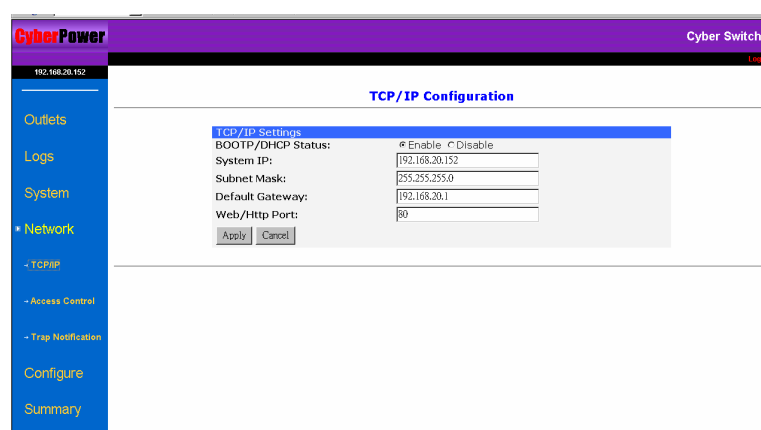 CyberPower
Cyber Switch
Log
192.168.20.152
TCP/IP Configuration
Outlets
Logs
System
Network
TCP/IP
Access Control
Trap Notification
Configure
Summary
TCP/IP Settings
BOOTP/DHCP Status: Enable Disable
System IP: 192.168.20.152
Subnet Mask: 255.255.255.0
Default Gateway: 192.168.20.1
Web/Http Port: 80
Apply Cancel